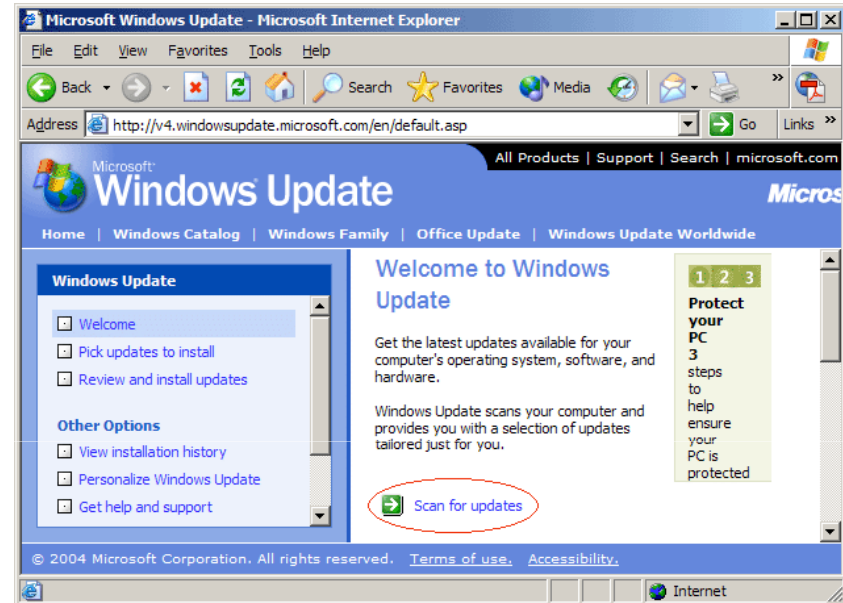 Microsoft Windows Update - Microsoft Internet Explorer
File Edit View Favorites Tools Help
Back Search Favorites Media »
Address http://v4.windowsupdate.microsoft.com/en/default.asp Go Links »
All Products | Support | Search | microsoft.com
Microsoft
Windows Update
Micros
Home | Windows Catalog | Windows Family | Office Update | Windows Update Worldwide
Windows Update
Welcome
Pick updates to install
Review and install updates
Other Options
View installation history
Personalize Windows Update
Get help and support
Welcome to Windows
Update
Get the latest updates available for your
computer's operating system, software, and
hardware.
Windows Update scans your computer and
provides you with a selection of updates
tailored just for you.
Scan for updates
1 2 3
Protect
your
PC
3
steps
to
help
ensure
your
PC is
protected
© 2004 Microsoft Corporation. All rights reserved. Terms of use. Accessibility.
Internet